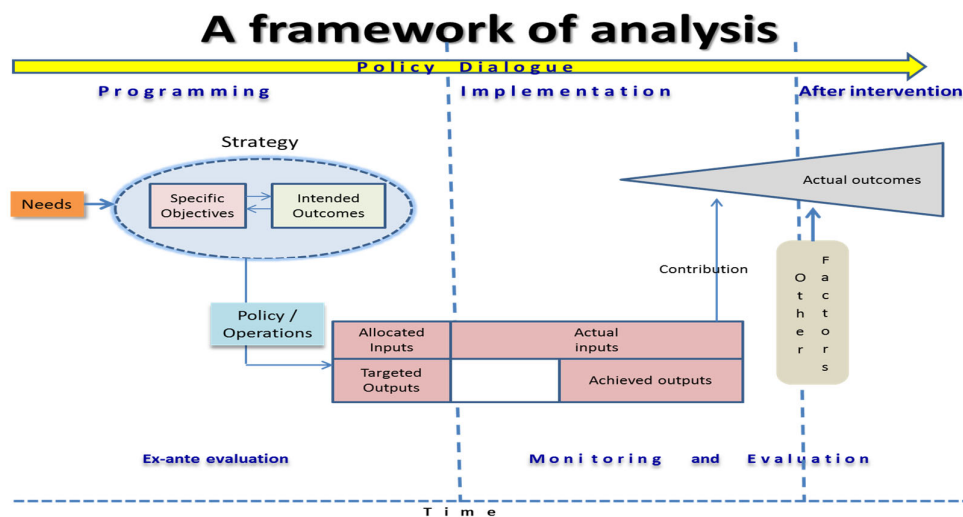 A framework of analysis
Policy Dialogue
Programming
Implementation
After intervention
Strategy
Needs
Specific
Objectives
Intended
Outcomes
Actual outcomes
Contribution
Other
Factors
Policy /
Operations
Allocated
Inputs
Actual
inputs
Targeted
Outputs
Achieved outputs
Ex-ante evaluation
Monitoring and Evaluation
Time